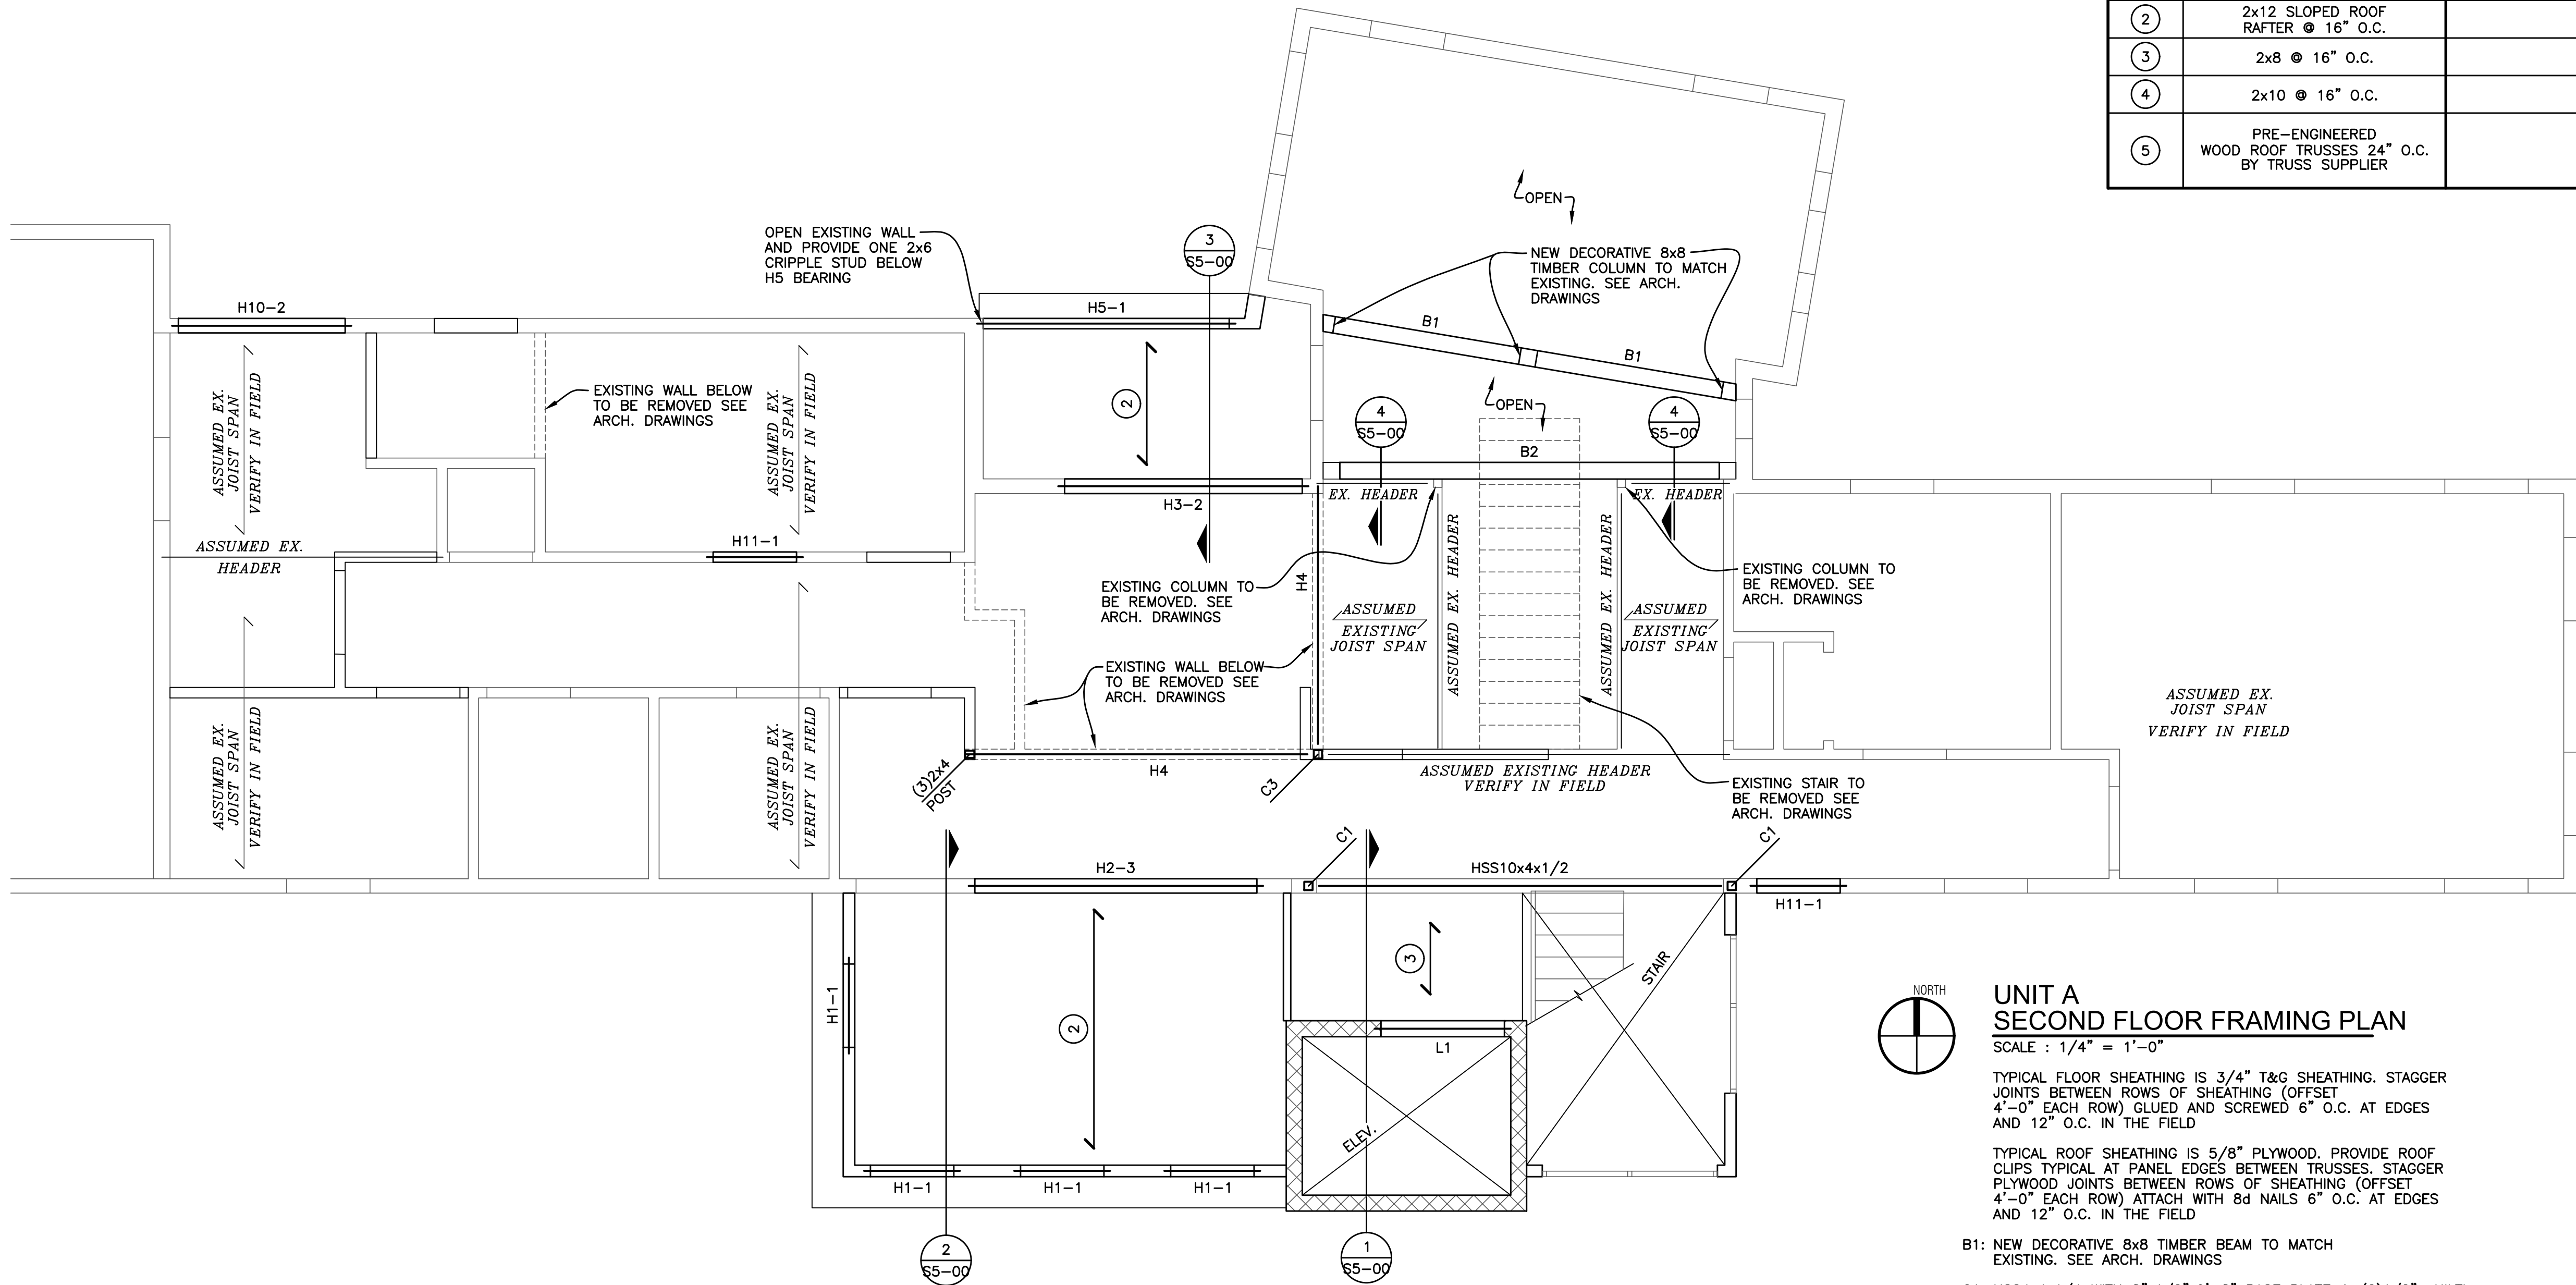 2
2x12 SLOPED ROOF
RAFTER @ 16" O.C.
3
2x8 @ 16" O.C.
4
2x10 @ 16" O.C.
5
PRE-ENGINEERED
WOOD ROOF TRUSSES 24" O.C.
BY TRUSS SUPPLIER
OPEN EXISTING WALL
AND PROVIDE ONE 2x6
CRIPPLE STUD BELOW
H5 BEARING
3
S5-00
OPEN
NEW DECORATIVE 8x8
TIMBER COLUMN TO MATCH
EXISTING. SEE ARCH.
DRAWINGS
H10-2
H5-1
B1
B1
ASSUMED EX.
JOIST SPAN
VERIFY IN FIELD
EXISTING WALL BELOW
TO BE REMOVED SEE
ARCH. DRAWINGS
ASSUMED EX.
JOIST SPAN
VERIFY IN FIELD
2
OPEN
4
S5-00
4
S5-00
B2
H3-2
EX. HEADER
EX. HEADER
ASSUMED EX.
HEADER
H11-1
EXISTING COLUMN TO
BE REMOVED. SEE
ARCH. DRAWINGS
H4
ASSUMED
EXISTING
JOIST SPAN
ASSUMED EX. HEADER
ASSUMED EX. HEADER
ASSUMED
EXISTING
JOIST SPAN
EXISTING COLUMN TO
BE REMOVED. SEE
ARCH. DRAWINGS
EXISTING WALL BELOW
TO BE REMOVED SEE
ARCH. DRAWINGS
ASSUMED EX.
JOIST SPAN
VERIFY IN FIELD
ASSUMED EX.
JOIST SPAN
VERIFY IN FIELD
ASSUMED EX.
JOIST SPAN
VERIFY IN FIELD
(3)2x4
POST
H4
C3
ASSUMED EXISTING HEADER
VERIFY IN FIELD
EXISTING STAIR TO
BE REMOVED SEE
ARCH. DRAWINGS
C1
C1
H2-3
HSS10x4x1/2
H11-1
H1-1
2
3
STAIR
L1
ELEV.
H1-1
H1-1
H1-1
2
S5-00
1
S5-00
NORTH
UNIT A
SECOND FLOOR FRAMING PLAN
SCALE : 1/4" = 1'-0"
TYPICAL FLOOR SHEATHING IS 3/4" T&G SHEATHING. STAGGER
JOINTS BETWEEN ROWS OF SHEATHING (OFFSET
4'-0" EACH ROW) GLUED AND SCREWED 6" O.C. AT EDGES
AND 12" O.C. IN THE FIELD
TYPICAL ROOF SHEATHING IS 5/8" PLYWOOD. PROVIDE ROOF
CLIPS TYPICAL AT PANEL EDGES BETWEEN TRUSSES. STAGGER
PLYWOOD JOINTS BETWEEN ROWS OF SHEATHING (OFFSET
4'-0" EACH ROW) ATTACH WITH 8d NAILS 6" O.C. AT EDGES
AND 12" O.C. IN THE FIELD
B1: NEW DECORATIVE 8x8 TIMBER BEAM TO MATCH
EXISTING. SEE ARCH. DRAWINGS